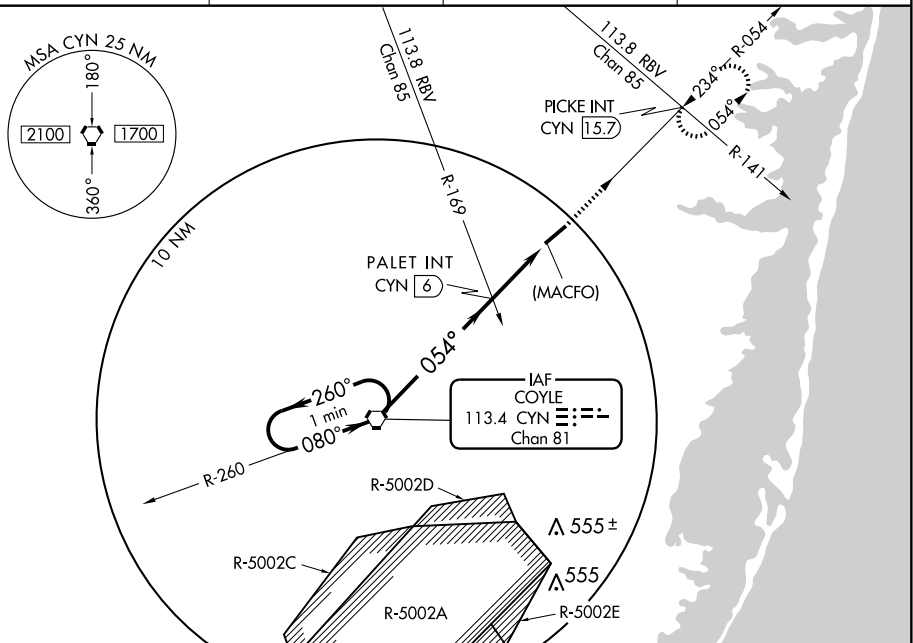 MSA CYN 25 NM
180°
2100
1700
360°
113.8 RBV
Chan 85
R-169
113.8 RBV
Chan 85
R-054
234°
054°
PICKE INT
CYN 15.7
R-141
10 NM
PALET INT
CYN 6
(MACFO)
054°
260°
1 min
080°
R-260
IAF
COYLE
113.4 CYN
Chan 81
R-5002D
555±
R-5002C
555
R-5002A
R-5002E